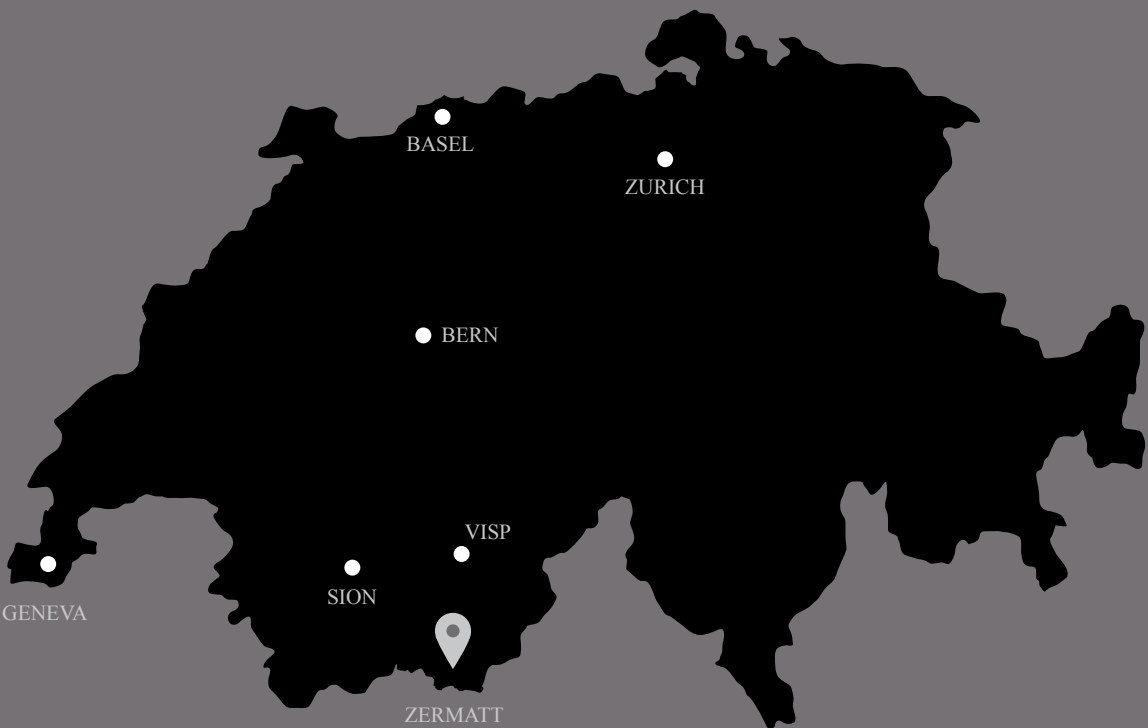 BASEL
ZURICH
BERN
VISP
SION
GENEVA
ZERMATT